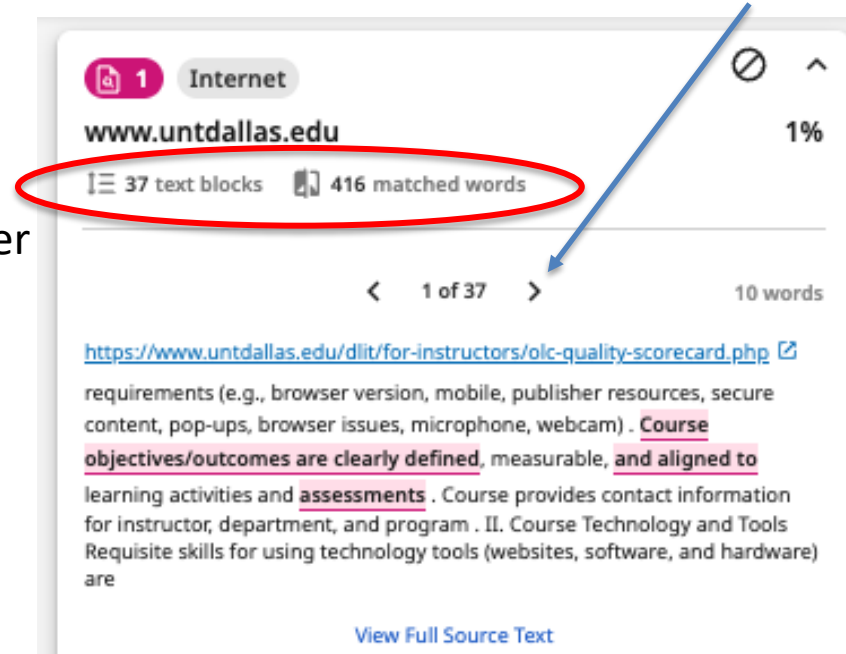 1 Internet
www.untdallas.edu 1%
37 text blocks 416 matched words
er
1 of 37 10 words
https://www.untdallas.edu/dlit/for-instructors/olc-quality-scorecard.php
requirements (e.g., browser version, mobile, publisher resources, secure
content, pop-ups, browser issues, microphone, webcam) . Course
objectives/outcomes are clearly defined, measurable, and aligned to
learning activities and assessments . Course provides contact information
for instructor, department, and program . II. Course Technology and Tools
Requisite skills for using technology tools (websites, software, and hardware)
are
View Full Source Text